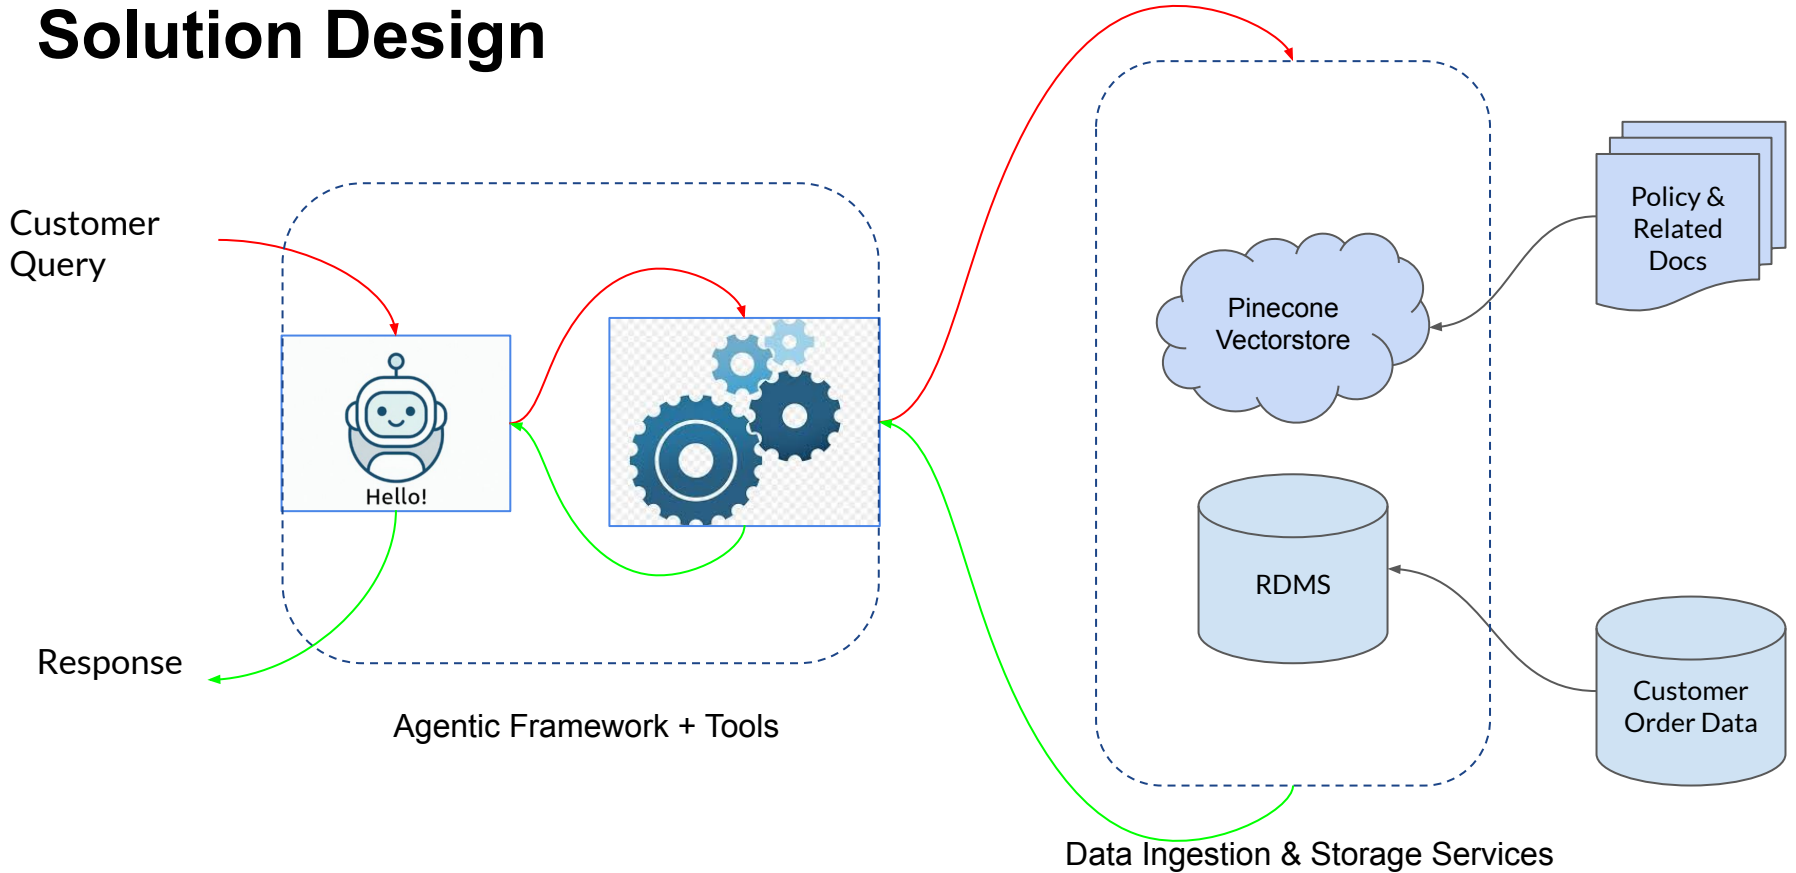 Solution Design
Customer
Query
Hello!
Response
Agentic Framework + Tools
Pinecone
Vectorstore
RDMS
Policy &
Related
Docs
Customer
Order Data
Data Ingestion & Storage Services